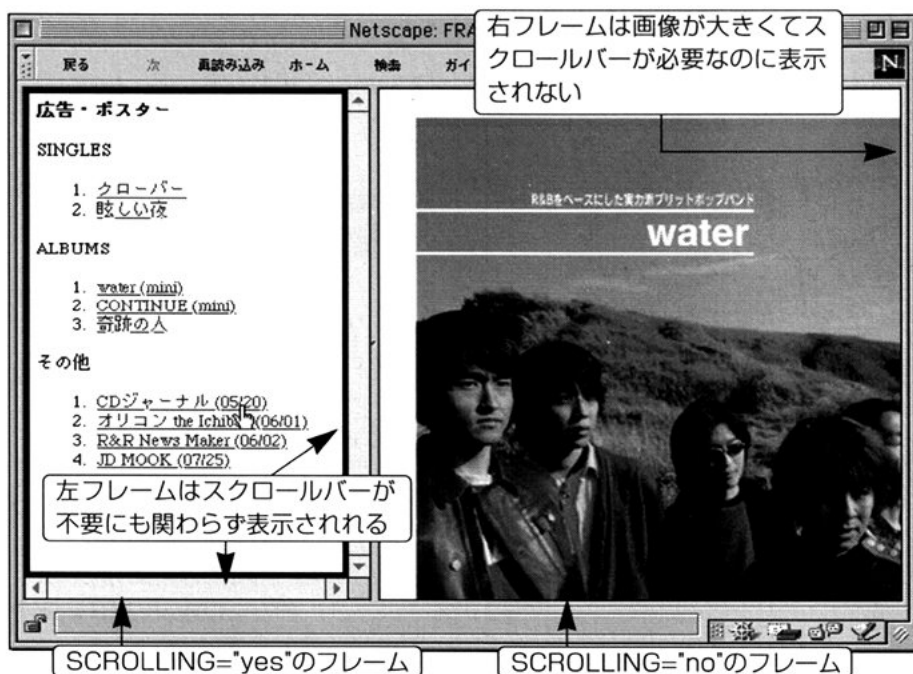 Netscape: FRA
右フレームは画像が大きくてス
クロールバーが必要なのに表示
されない
戻る 次 再読み込み ホーム 検索 ガイ
N
広告・ポスター
SINGLES
1. クローバー
2. 眩しい夜
ALBUMS
1. water (mini)
2. CONTINUE (mini)
3. 奇跡の人
その他
1. CDジャーナル (05/20)
2. オリコン the Ichib (06/01)
3. R&R News Maker (06/02)
4. JD MOOK (07/25)
左フレームはスクロールバーが
不要にも関わらず表示されれる
R&Bをベースにした実力派ブリットポップバンド
water
SCROLLING="yes"のフレーム
SCROLLING="no"のフレーム